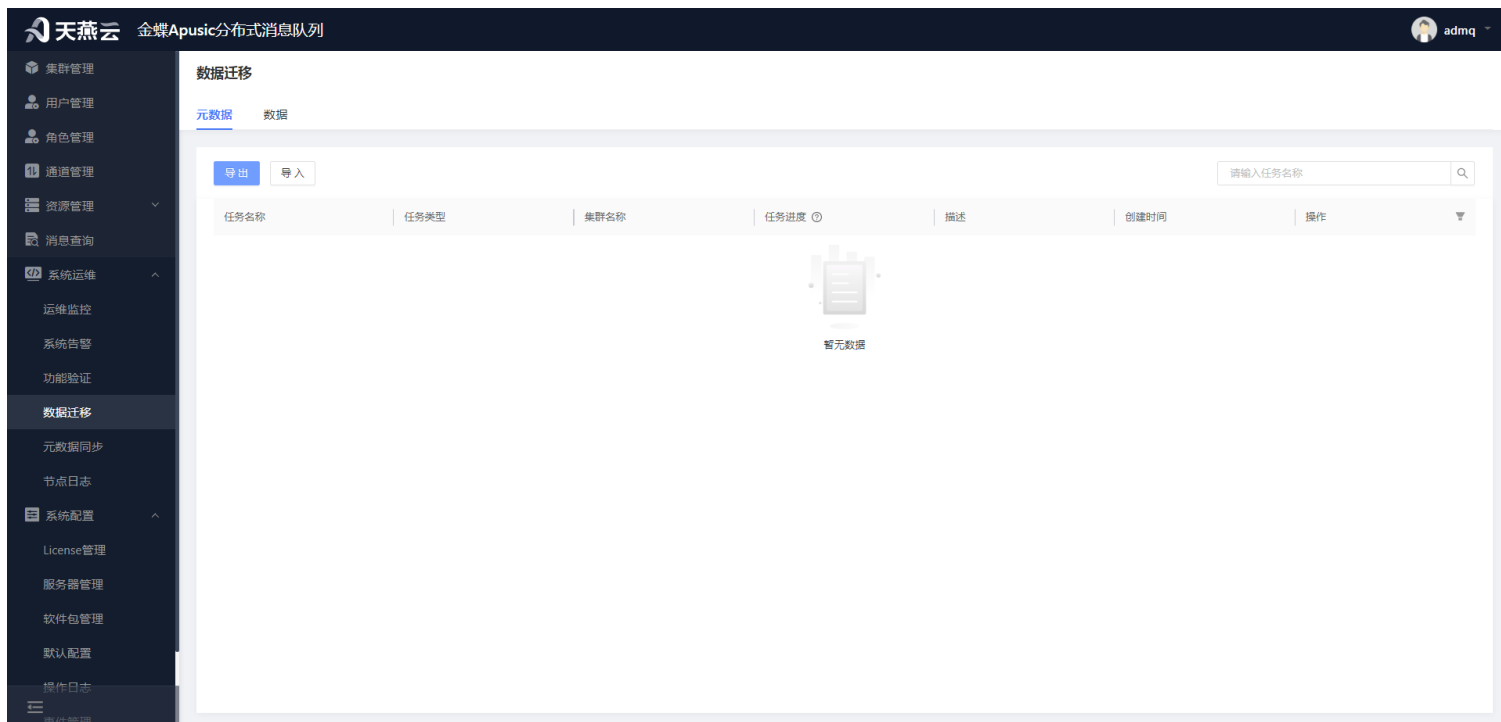 天燕云 金蝶Apusic分布式消息队列
admq
集群管理
用户管理
角色管理
通道管理
资源管理
消息查询
系统运维
运维监控
系统告警
功能验证
数据迁移
元数据同步
节点日志
系统配置
License管理
服务器管理
软件包管理
默认配置
操作日志
事件管理
数据迁移
元数据 数据
导出 导入
请输入任务名称
任务名称 任务类型 集群名称 任务进度 描述 创建时间 操作
暂无数据